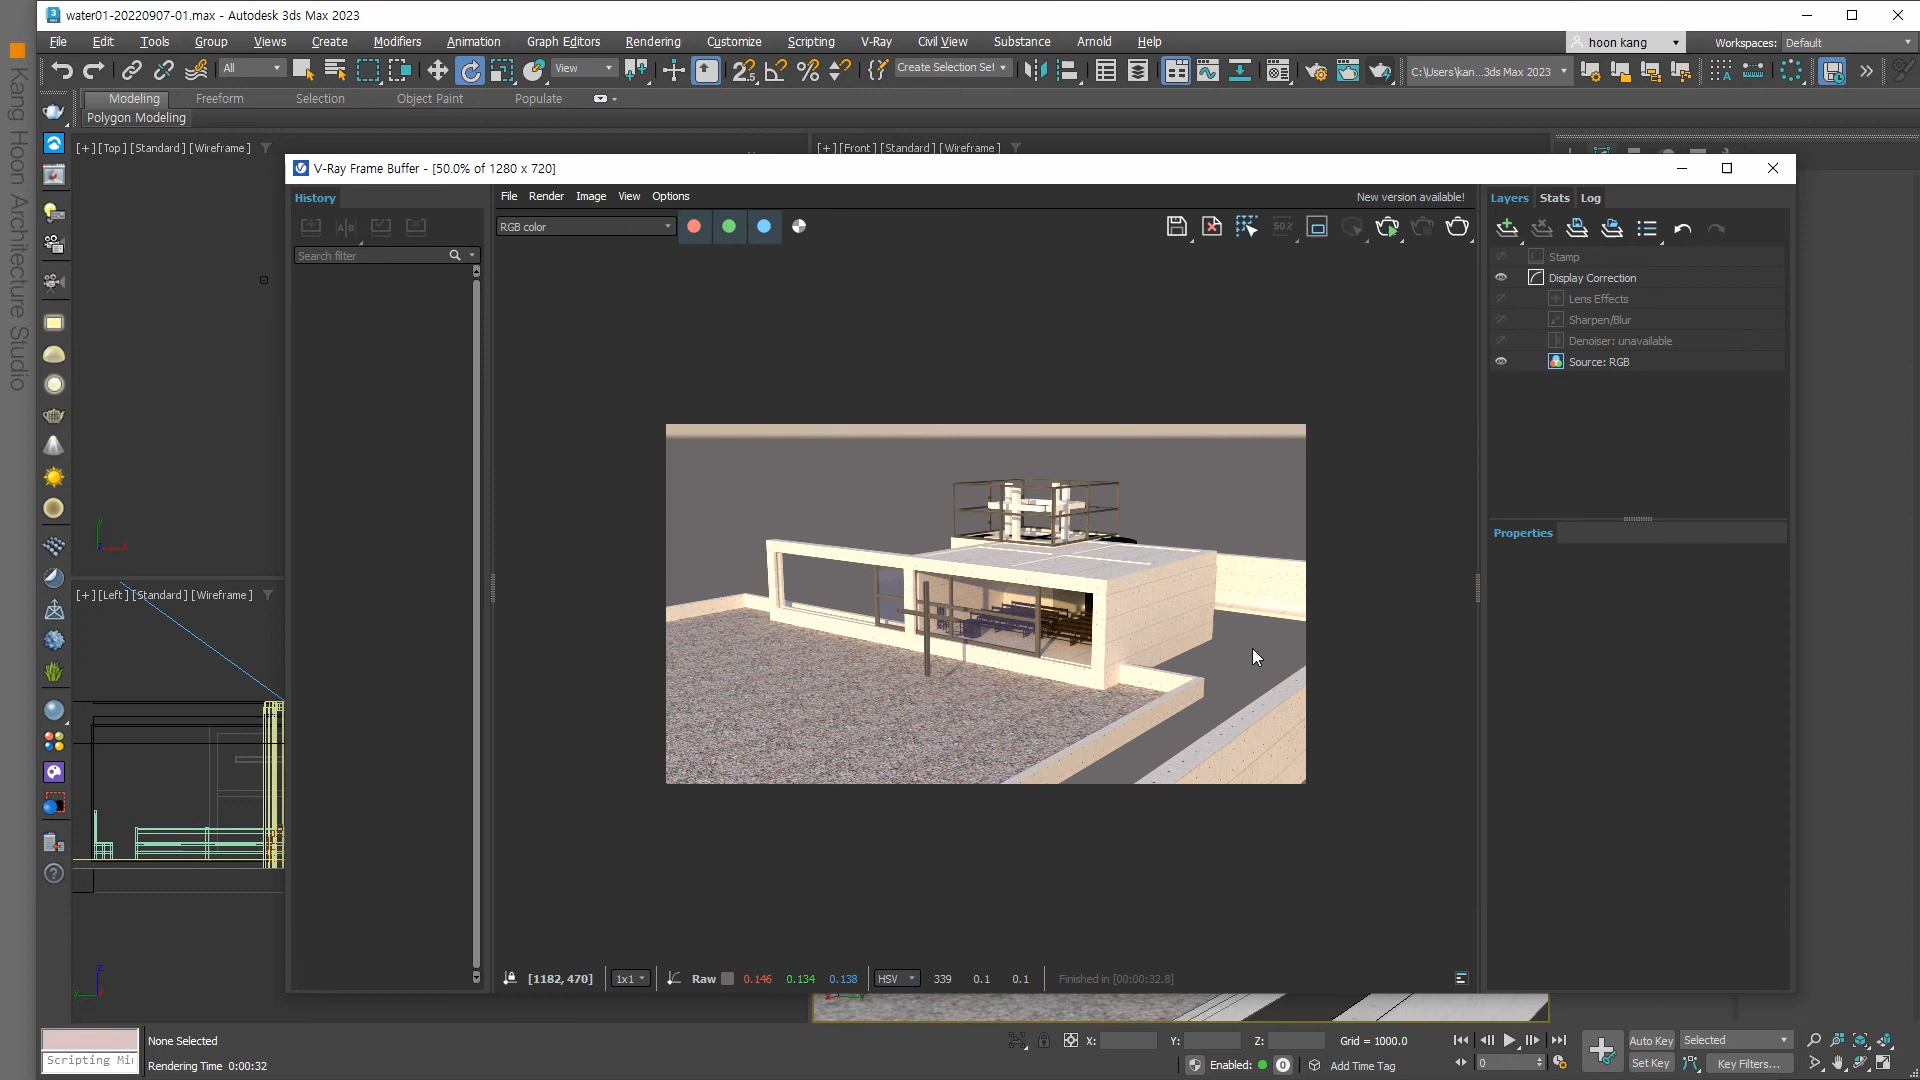 water01-20220907-01.max - Autodesk 3ds Max 2023
File Edit Tools Group Views Create Modifiers Animation Graph Editors Rendering Customize Scripting V-Ray Civil View Substance Arnold Help
hoon kang
Workspaces: Default
All
View
Create Selection Set
C:\Users\kan...3ds Max 2023
Modeling Freeform Selection Object Paint Populate
Polygon Modeling
Kang Hoon Architecture Studio
[+] [Top] [Standard] [Wireframe]
[+] [Front] [Standard] [Wireframe]
V-Ray Frame Buffer - [50.0% of 1280 x 720]
History
File Render Image View Options
New version available!
Layers Stats Log
RGB color
50%
Search filter
Stamp
Display Correction
Lens Effects
Sharpen/Blur
Denoiser: unavailable
Source: RGB
Properties
[+] [Left] [Standard] [Wireframe]
[1182, 470] 1x1 Raw 0.146 0.134 0.138 HSV 339 0.1 0.1 Finished in [00:00:32.8]
None Selected
Scripting Mi
Rendering Time 0:00:32
X: Y: Z: Grid = 1000.0
Enabled: 0 Add Time Tag
0
Auto Key Selected
Set Key Key Filters...